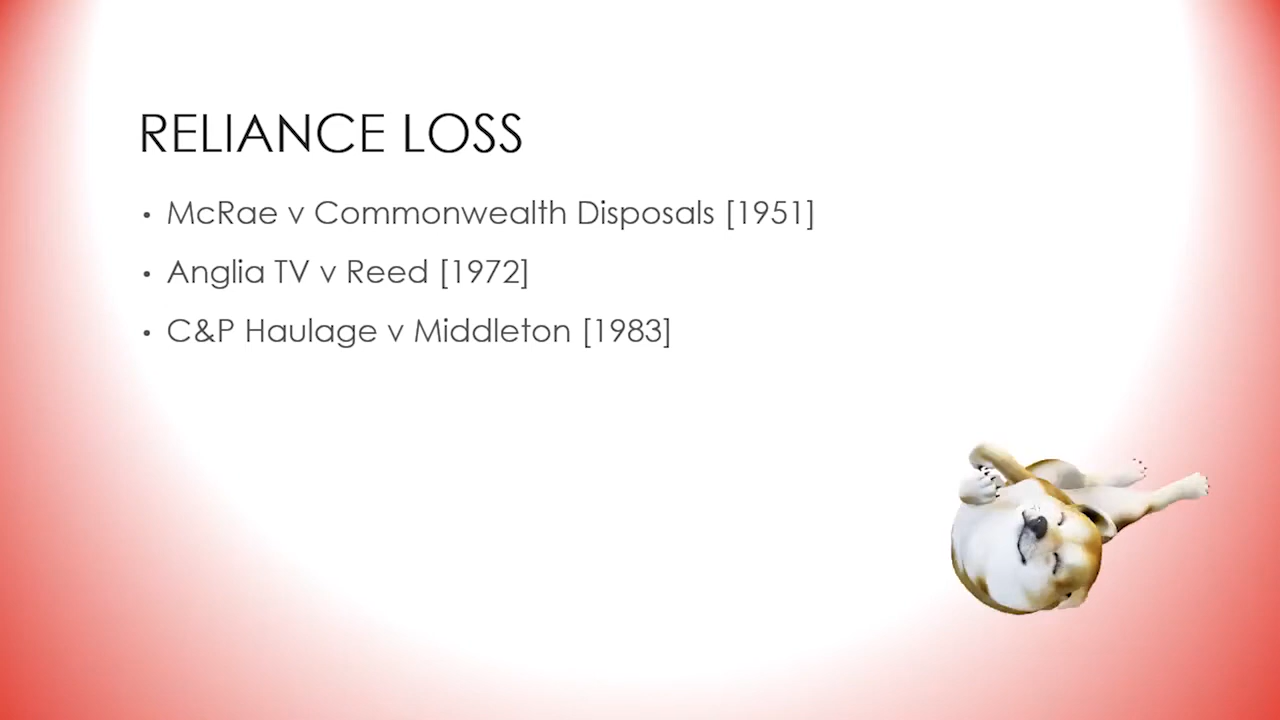 RELIANCE LOSS
• McRae v Commonwealth Disposals [1951]
• Anglia TV v Reed [1972]
• C&P Haulage v Middleton [1983]